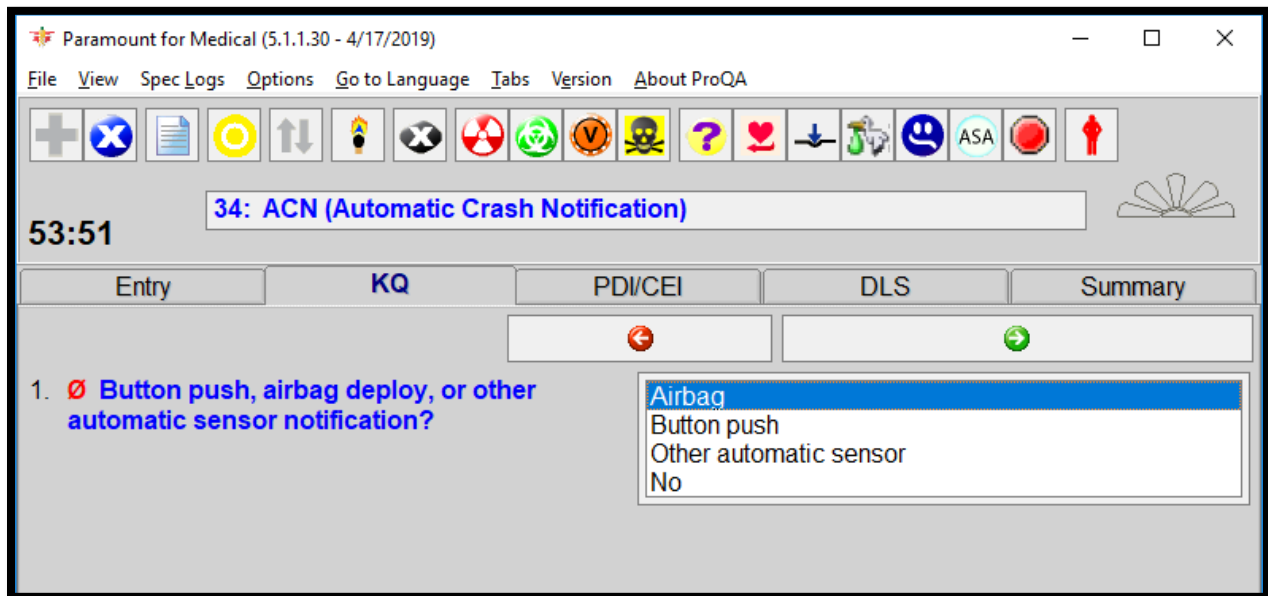 Paramount for Medical (5.1.1.30 - 4/17/2019)
File View Spec Logs Options Go to Language Tabs Version About ProQA
V ? ASA
34: ACN (Automatic Crash Notification)
53:51
Entry KQ PDI/CEI DLS Summary
1. Ø Button push, airbag deploy, or other
automatic sensor notification?
Airbag
Button push
Other automatic sensor
No